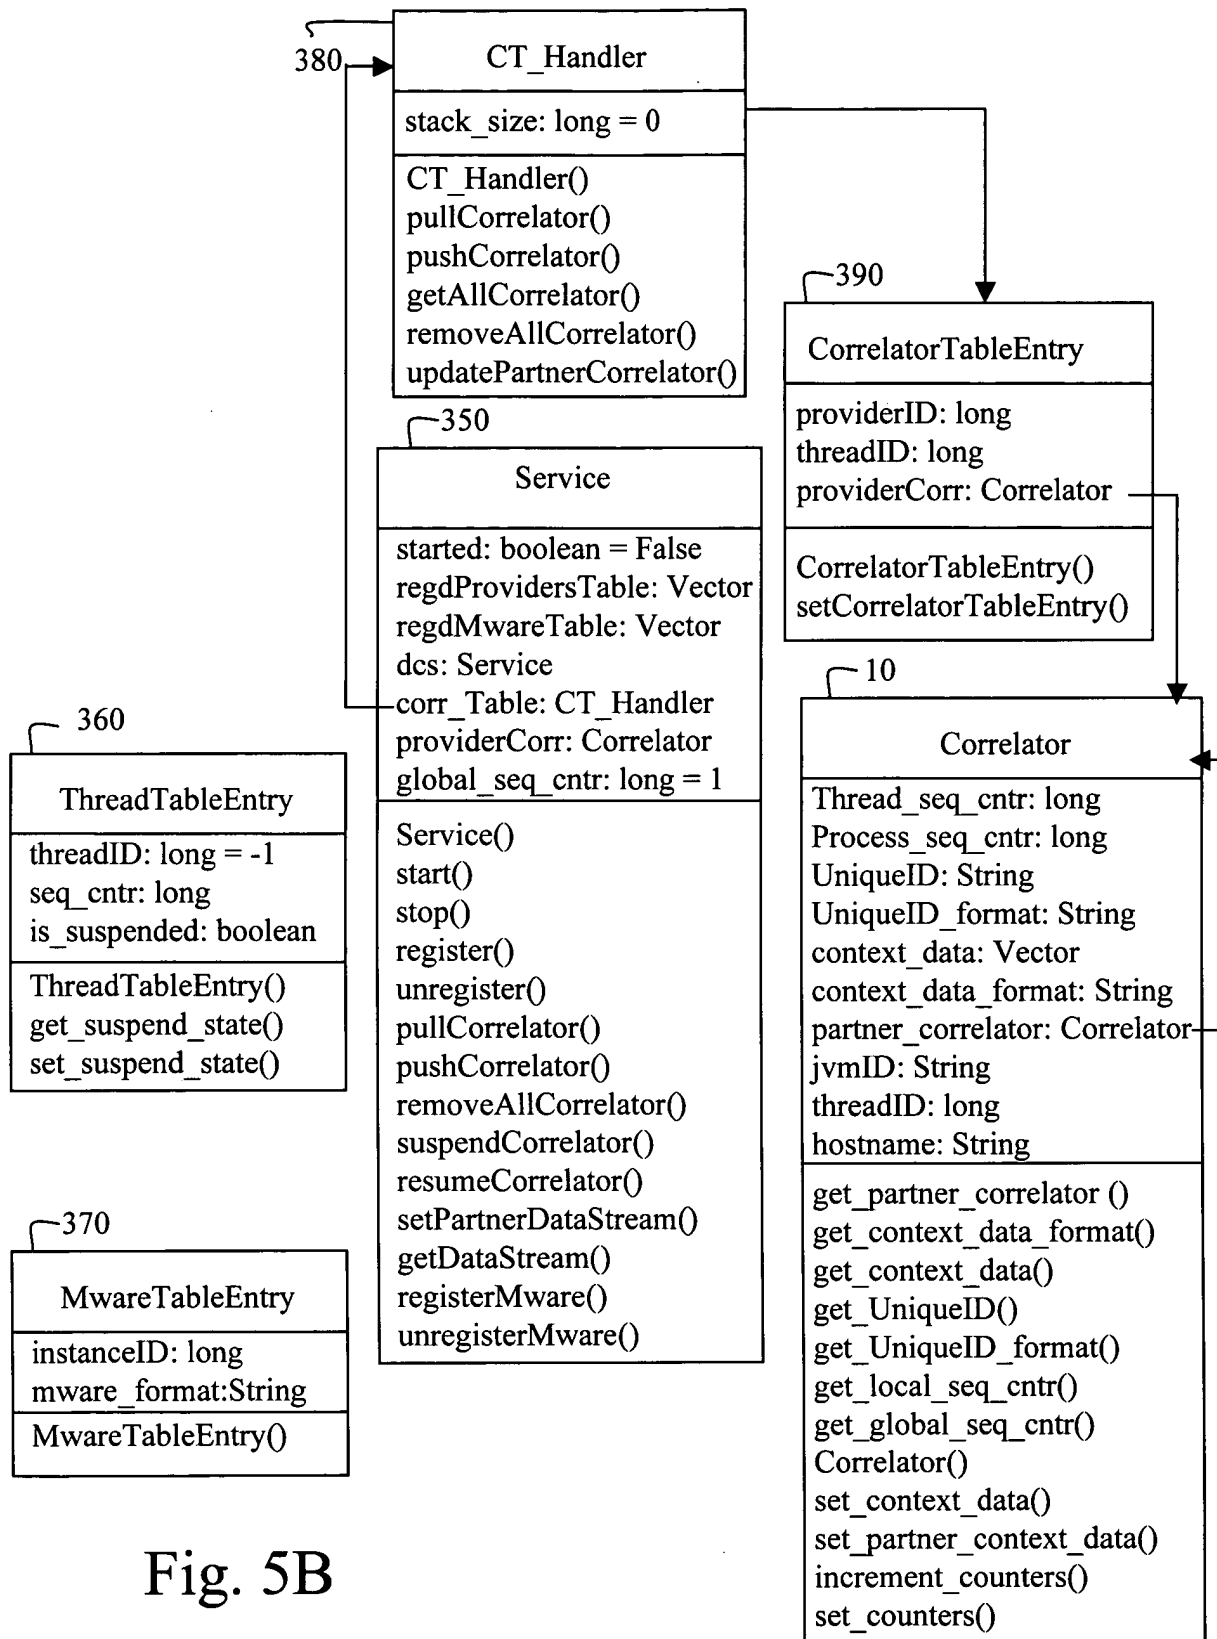 380
CT_Handler
stack_size: long = 0
CT_Handler()
pullCorrelator()
pushCorrelator()
getAllCorrelator()
removeAllCorrelator()
updatePartnerCorrelator()
390
CorrelatorTableEntry
providerID: long
threadID: long
providerCorr: Correlator
CorrelatorTableEntry()
setCorrelatorTableEntry()
350
Service
started: boolean = False
regdProvidersTable: Vector
regdMwareTable: Vector
dcs: Service
corr_Table: CT_Handler
providerCorr: Correlator
global_seq_cntr: long = 1
Service()
start()
stop()
register()
unregister()
pullCorrelator()
pushCorrelator()
removeAllCorrelator()
suspendCorrelator()
resumeCorrelator()
setPartnerDataStream()
getDataStream()
registerMware()
unregisterMware()
360
ThreadTableEntry
threadID: long = -1
seq_cntr: long
is_suspended: boolean
ThreadTableEntry()
get_suspend_state()
set_suspend_state()
370
MwareTableEntry
instanceID: long
mware_format:String
MwareTableEntry()
10
Correlator
Thread_seq_cntr: long
Process_seq_cntr: long
UniqueID: String
UniqueID_format: String
context_data: Vector
context_data_format: String
partner_correlator: Correlator
jvmID: String
threadID: long
hostname: String
get_partner_correlator ()
get_context_data_format()
get_context_data()
get_UniqueID()
get_UniqueID_format()
get_local_seq_cntr()
get_global_seq_cntr()
Correlator()
set_context_data()
set_partner_context_data()
increment_counters()
set_counters()
Fig. 5B